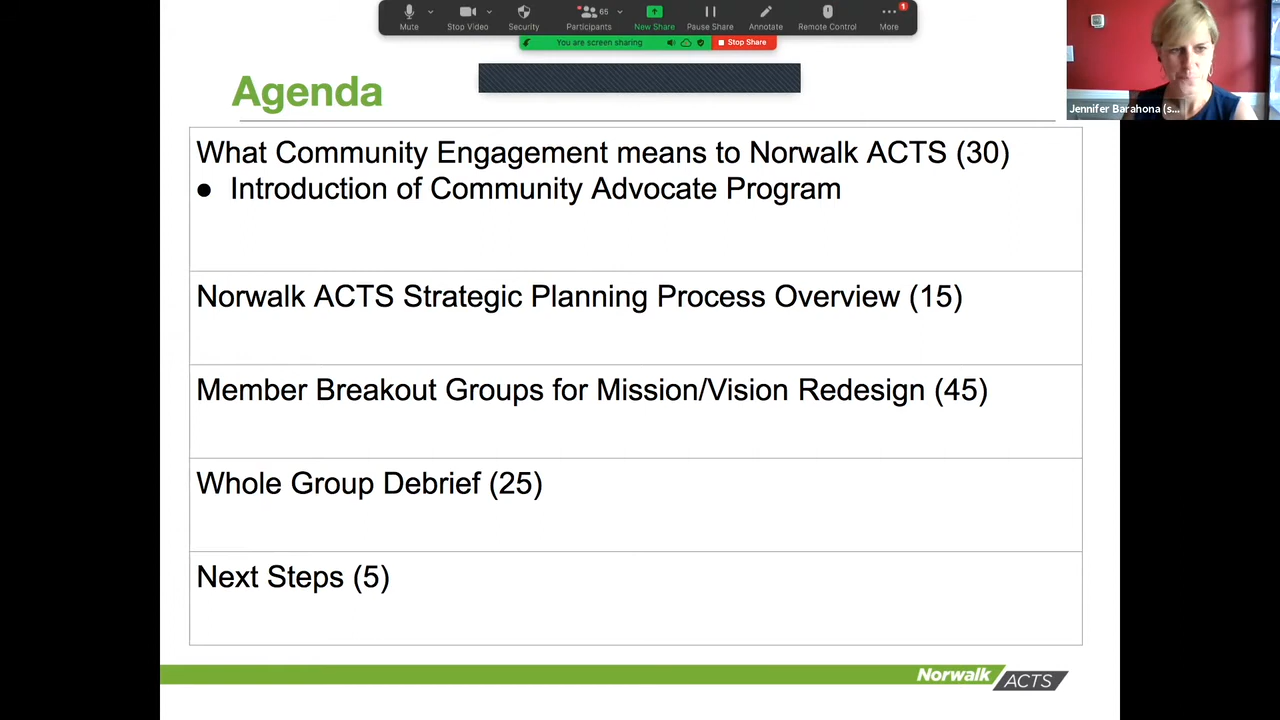 Mute
Stop Video
Security
65
Participants
New Share
Pause Share
Annotate
Remote Control
1
More
You are screen sharing
Stop Share
Jennifer Barahona (s...
Agenda
What Community Engagement means to Norwalk ACTS (30)
● Introduction of Community Advocate Program
Norwalk ACTS Strategic Planning Process Overview (15)
Member Breakout Groups for Mission/Vision Redesign (45)
Whole Group Debrief (25)
Next Steps (5)
Norwalk ACTS